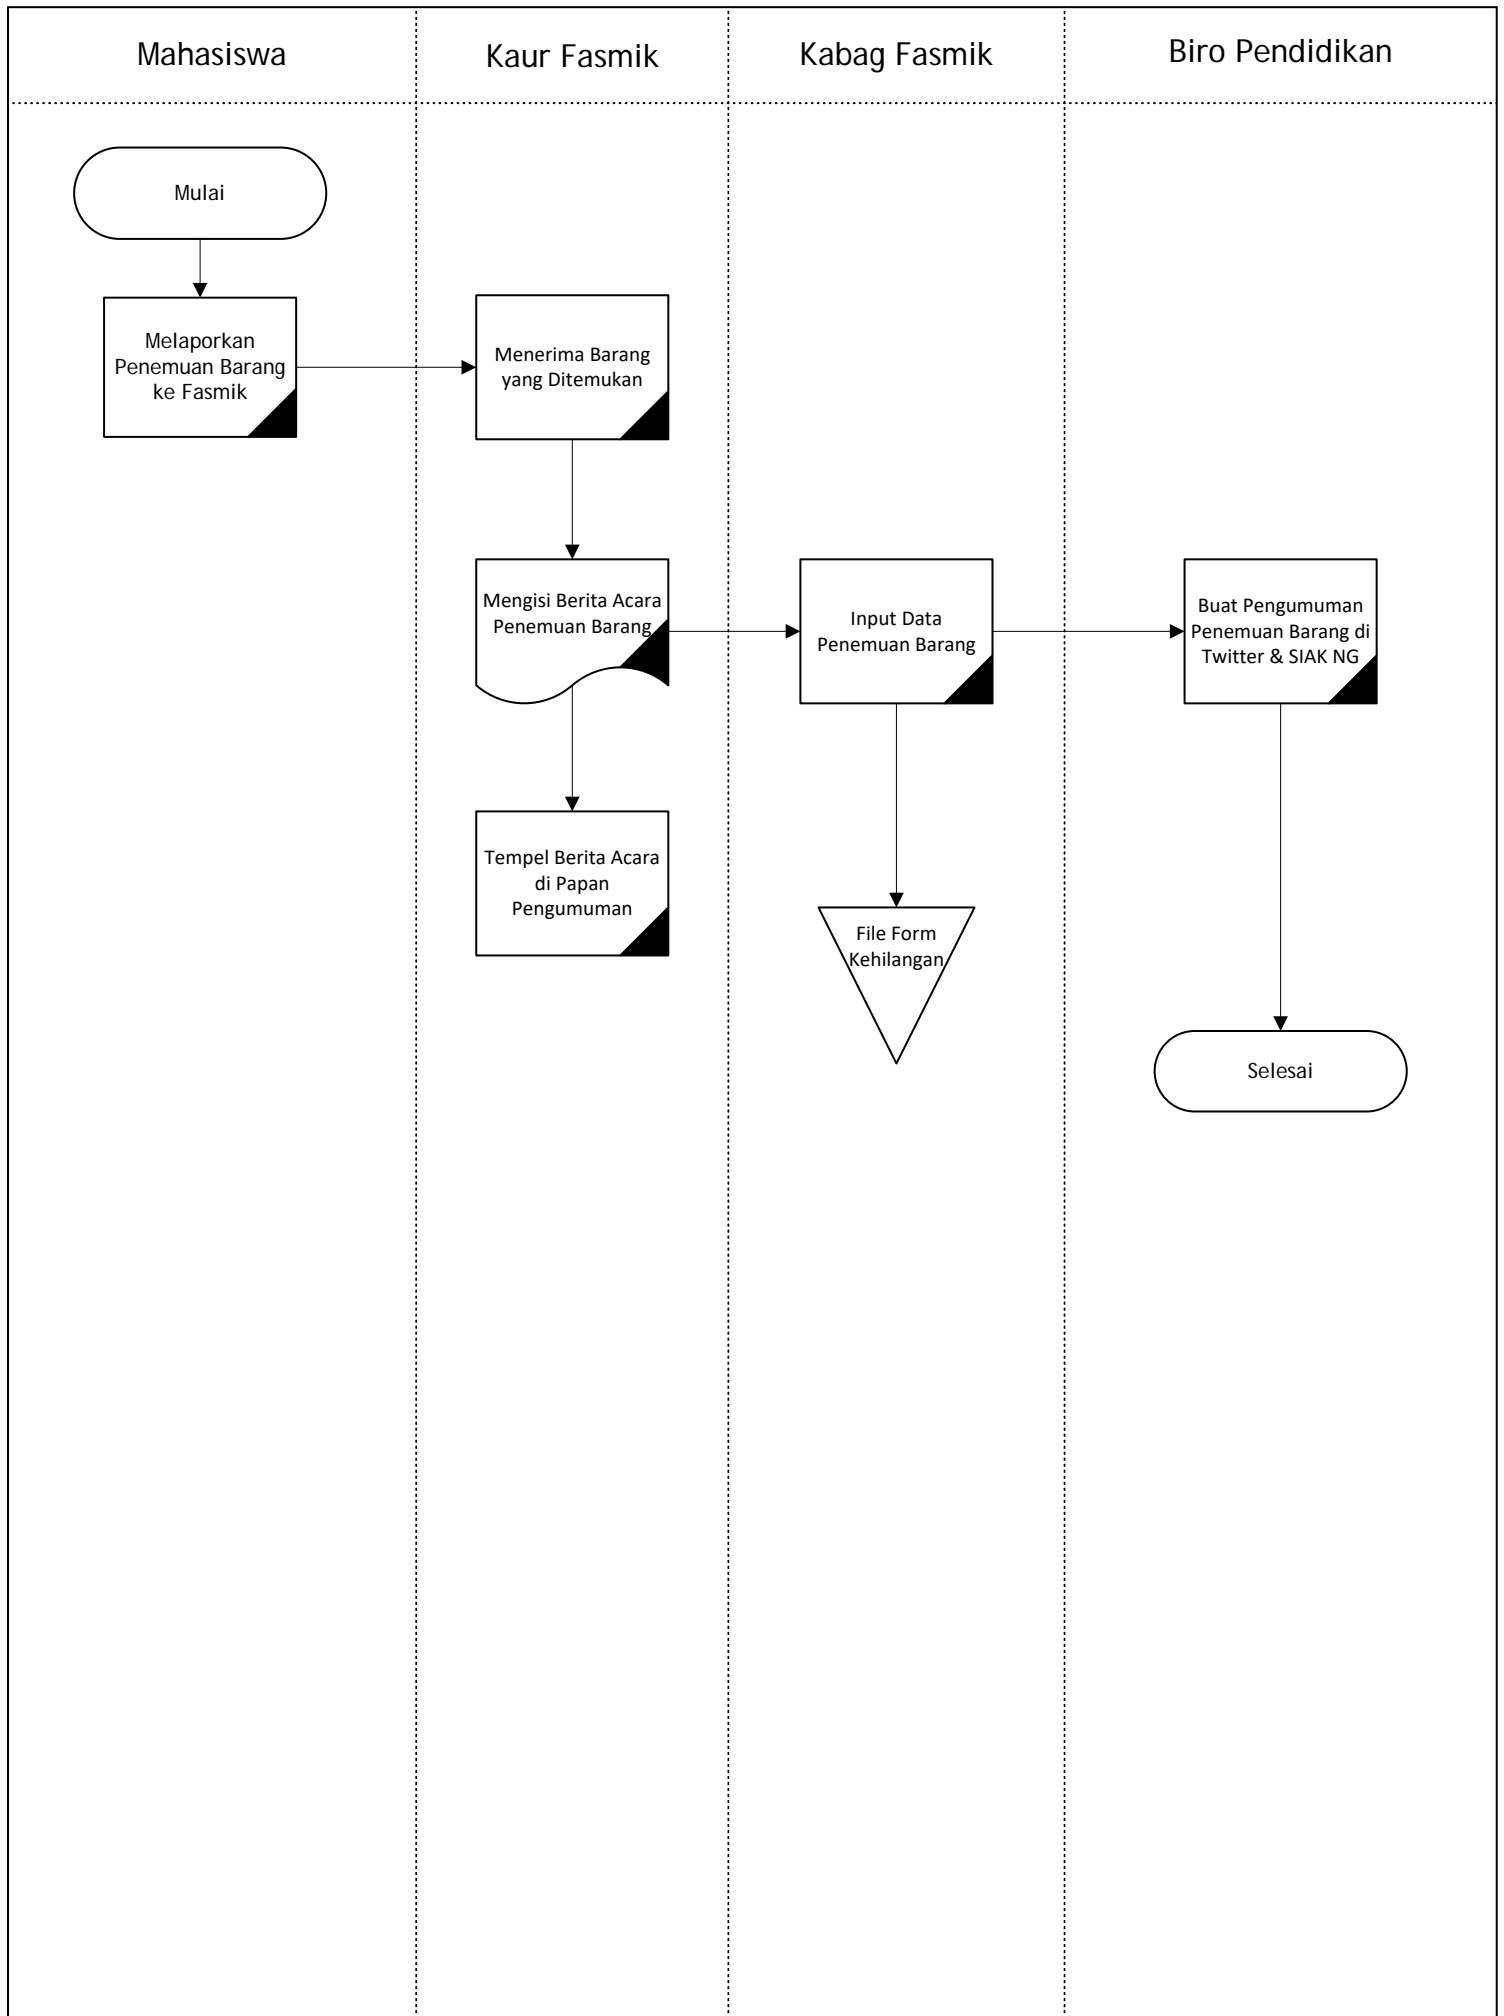 Mahasiswa
Kaur Fasmik
Kabag Fasmik
Biro Pendidikan
Mulai
Melaporkan
Penemuan Barang
ke Fasmik
Menerima Barang
yang Ditemukan
Mengisi Berita Acara
Penemuan Barang
Input Data
Penemuan Barang
Buat Pengumuman
Penemuan Barang di
Twitter & SIAK NG
Tempel Berita Acara
di Papan
Pengumuman
File Form
Kehilangan
Selesai